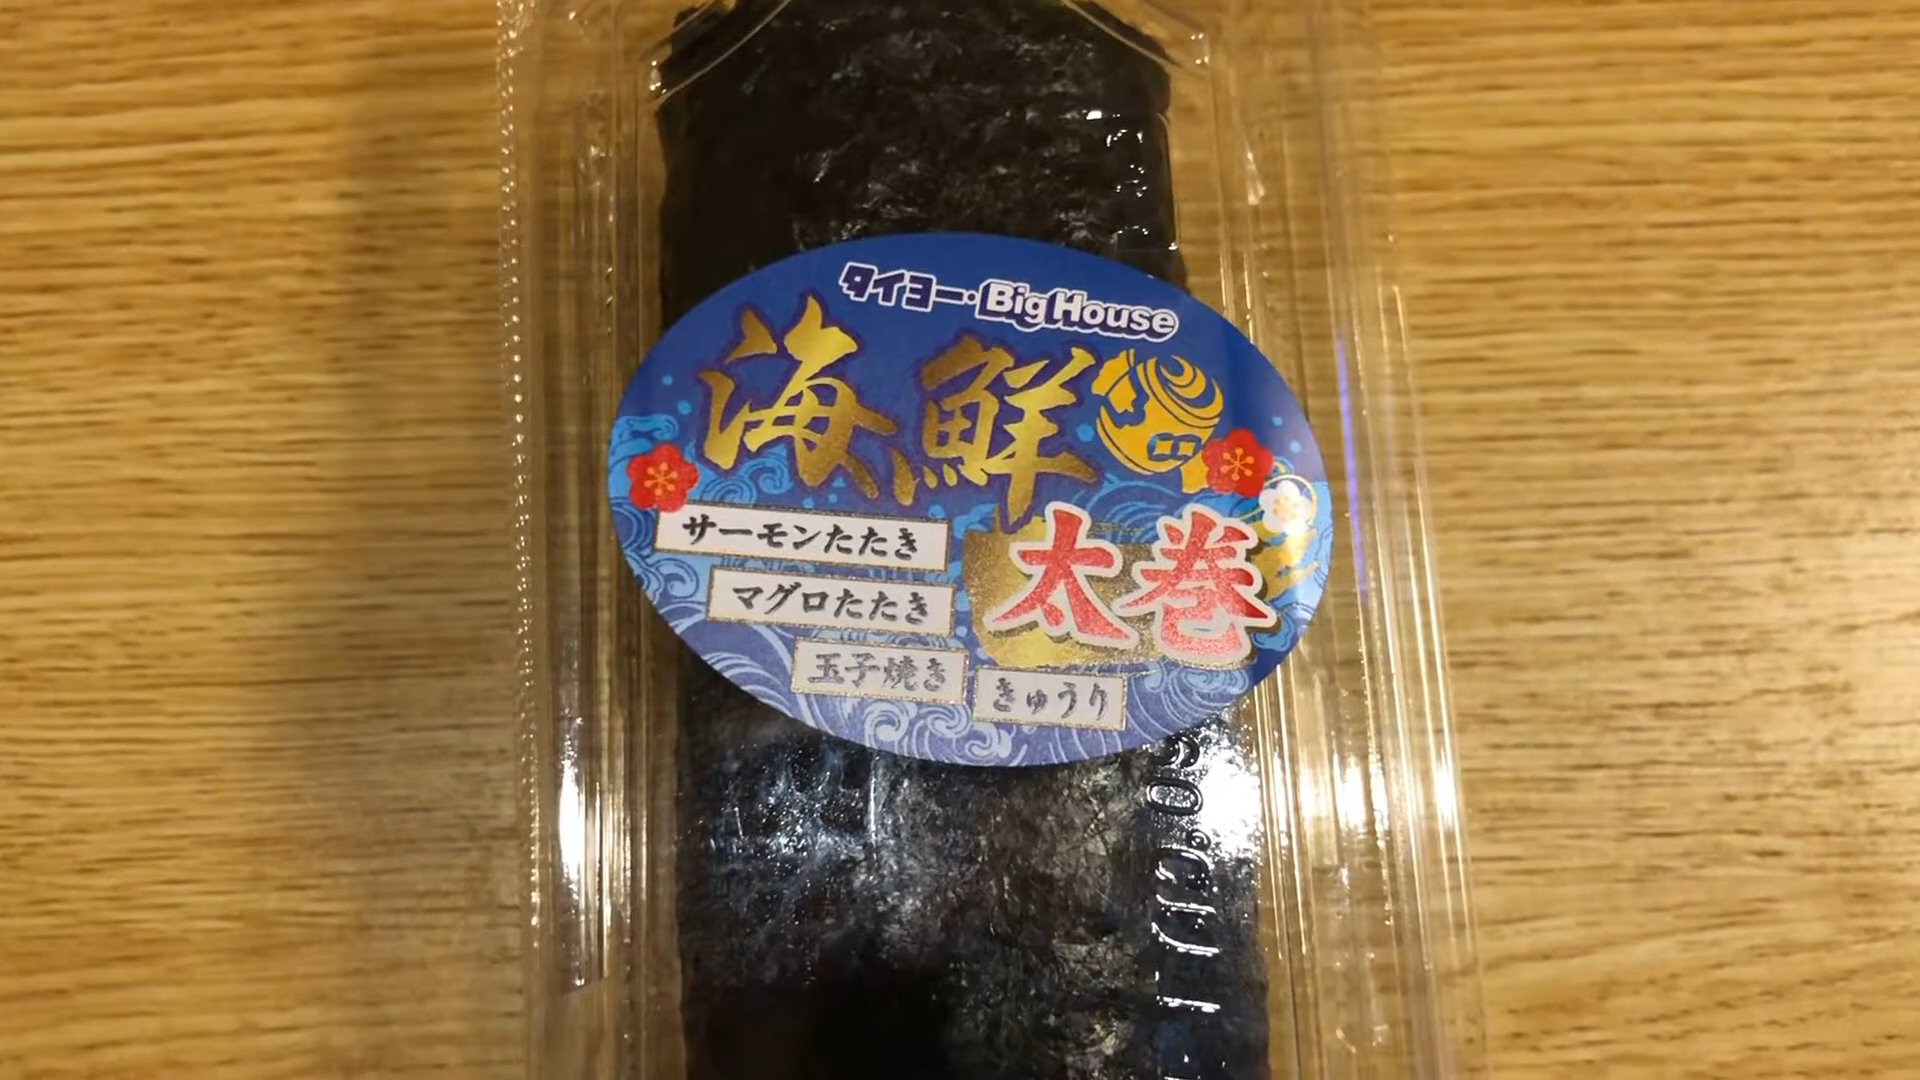 タイヨー・BigHouse
海鮮
太巻
サーモンたたき
マグロたたき
玉子焼き
きゅうり